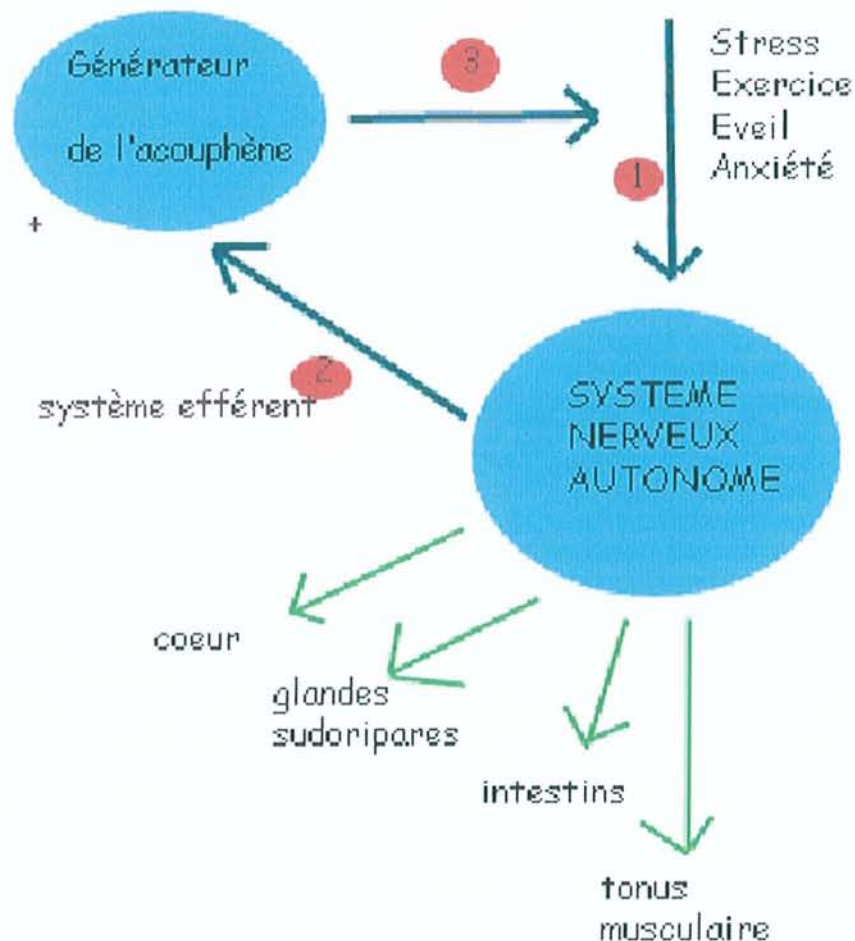 Générateur
de l'acouphène
+
3
Stress
Exercice
Eveil
Anxiété
1
2
système efférent
SYSTEME
NERVEUX
AUTONOME
coeur
glandes
sudoripares
intestins
tonus
musculaire